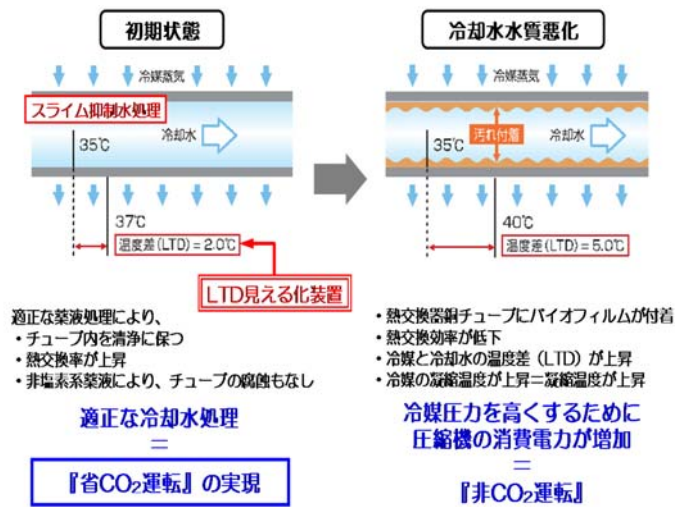 初期状態
冷媒蒸気
スライム抑制水処理
35℃
冷却水
37℃
温度差(LTD)=2.0℃
LTD見える化装置
適正な薬液処理により、
・チューブ内を清浄に保つ
・熱交換率が上昇
・非塩素系薬液により、チューブの腐蝕もなし
適正な冷却水処理
=
『省CO₂運転』の実現
冷却水水質悪化
冷媒蒸気
汚れ付着
35℃
冷却水
40℃
温度差(LTD)=5.0℃
・熱交換器銅チューブにバイオフィルムが付着
・熱交換効率が低下
・冷媒と冷却水の温度差(LTD)が上昇
・冷媒の凝縮温度が上昇=凝縮温度が上昇
冷媒圧力を高くするために
圧縮機の消費電力が増加
=
『非CO₂運転』